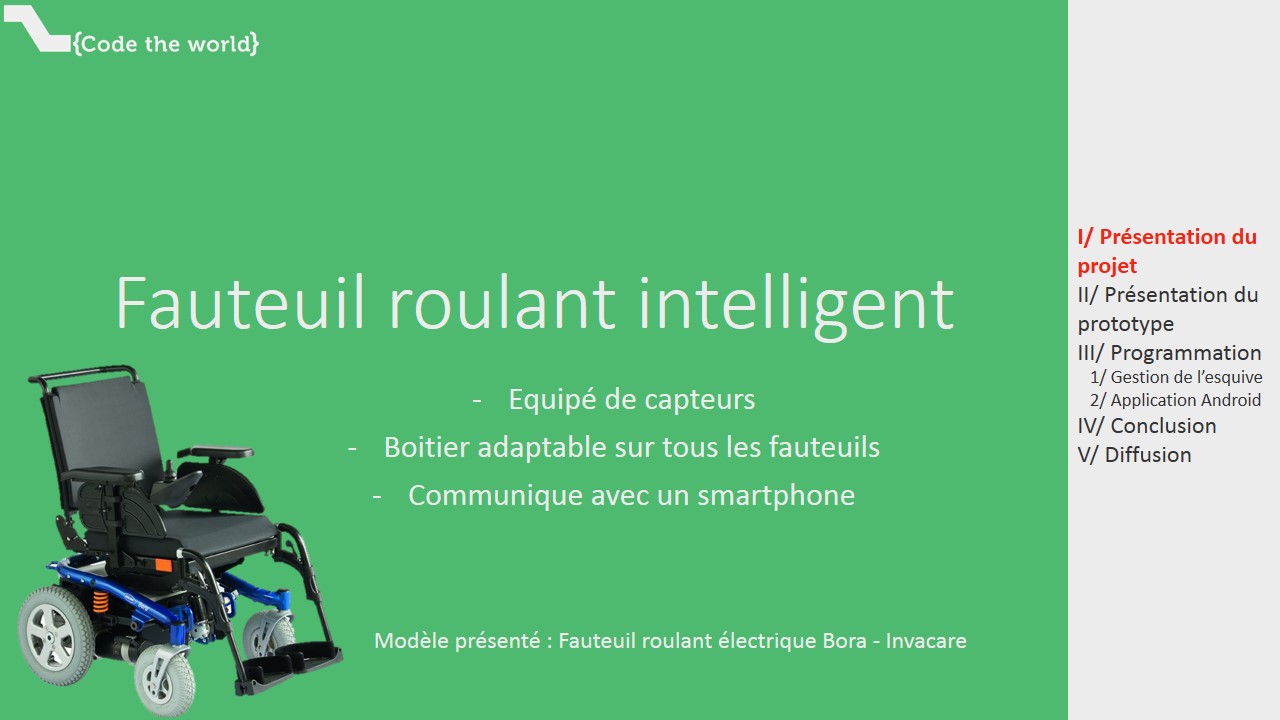 {Code the world}
Fauteuil roulant intelligent
- Equipé de capteurs
- Boitier adaptable sur tous les fauteuils
- Communique avec un smartphone
Modèle présenté : Fauteuil roulant électrique Bora - Invacare
I/ Présentation du
projet
II/ Présentation du
prototype
III/ Programmation
1/ Gestion de l’esquive
2/ Application Android
IV/ Conclusion
V/ Diffusion